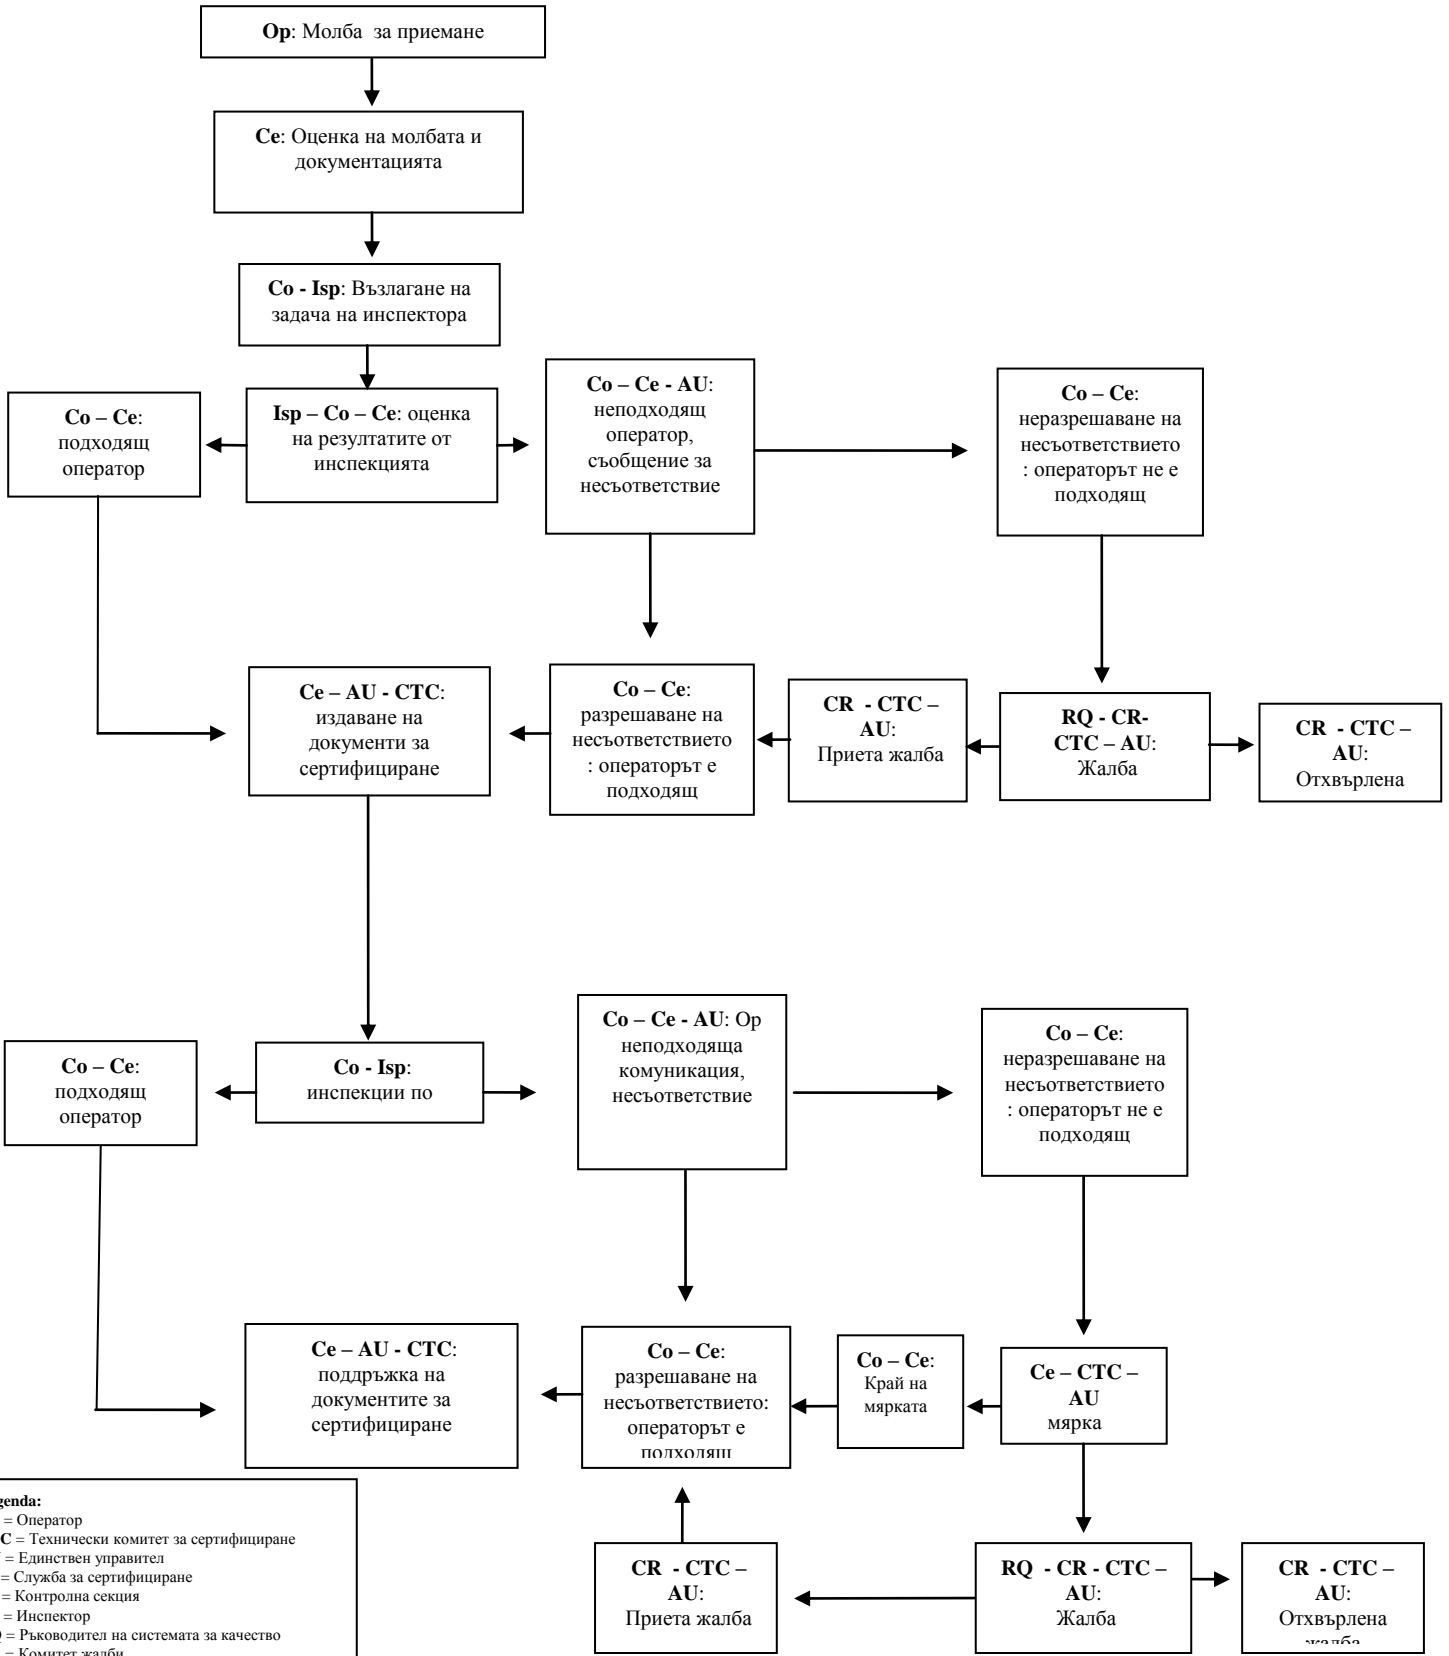 Op: Молба за приемане
Ce: Оценка на молбата и
документацията
Co - Isp: Възлагане на
задача на инспектора
Co – Ce:
подходящ
оператор
Isp – Co – Ce: оценка
на резултатите от
инспекцията
Co – Ce - AU:
неподходящ
оператор,
съобщение за
несъответствие
Co – Ce:
неразрешаване на
несъответствието
: операторът не е
подходящ
Ce – AU - CTC:
издаване на
документи за
сертифициране
Co – Ce:
разрешаване на
несъответствието
: операторът е
подходящ
CR - CTC –
AU:
Приета жалба
RQ - CR-
CTC – AU:
Жалба
CR - CTC –
AU:
Отхвърлена
Co – Ce:
подходящ
оператор
Co - Isp:
инспекции по
Co – Ce - AU: Op
неподходяща
комуникация,
несъответствие
Co – Ce:
неразрешаване на
несъответствието
: операторът не е
подходящ
Ce – AU - CTC:
поддръжка на
документите за
сертифициране
Co – Ce:
разрешаване на
несъответствието:
операторът е
подходящ
Co – Ce:
Край на
мярката
Ce – CTC –
AU
мярка
CR - CTC –
AU:
Приета жалба
RQ - CR - CTC –
AU:
Жалба
CR - CTC –
AU:
Отхвърлена
жалба
genda:
= Оператор
C = Технически комитет за сертифициране
= Единствен управител
= Служба за сертифициране
= Контролна секция
= Инспектор
= Ръководител на системата за качество
= Комитет жалби